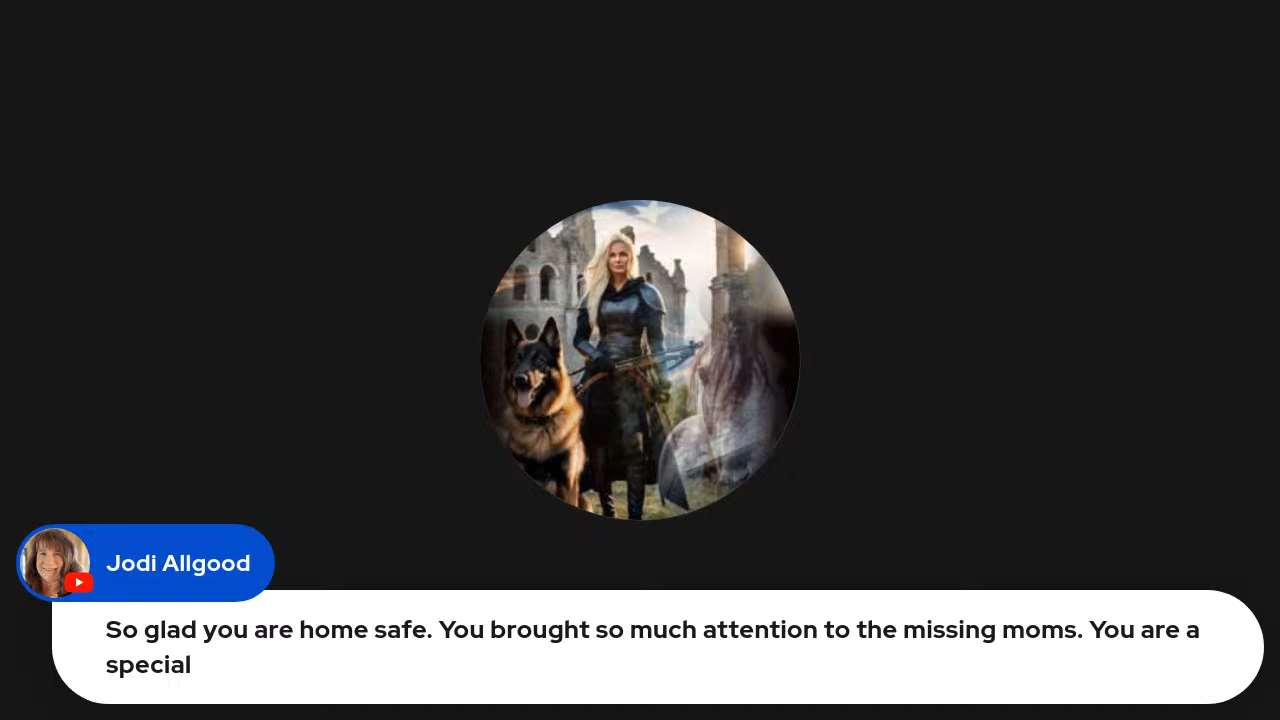 Jodi Allgood
So glad you are home safe. You brought so much attention to the missing moms. You are a
special